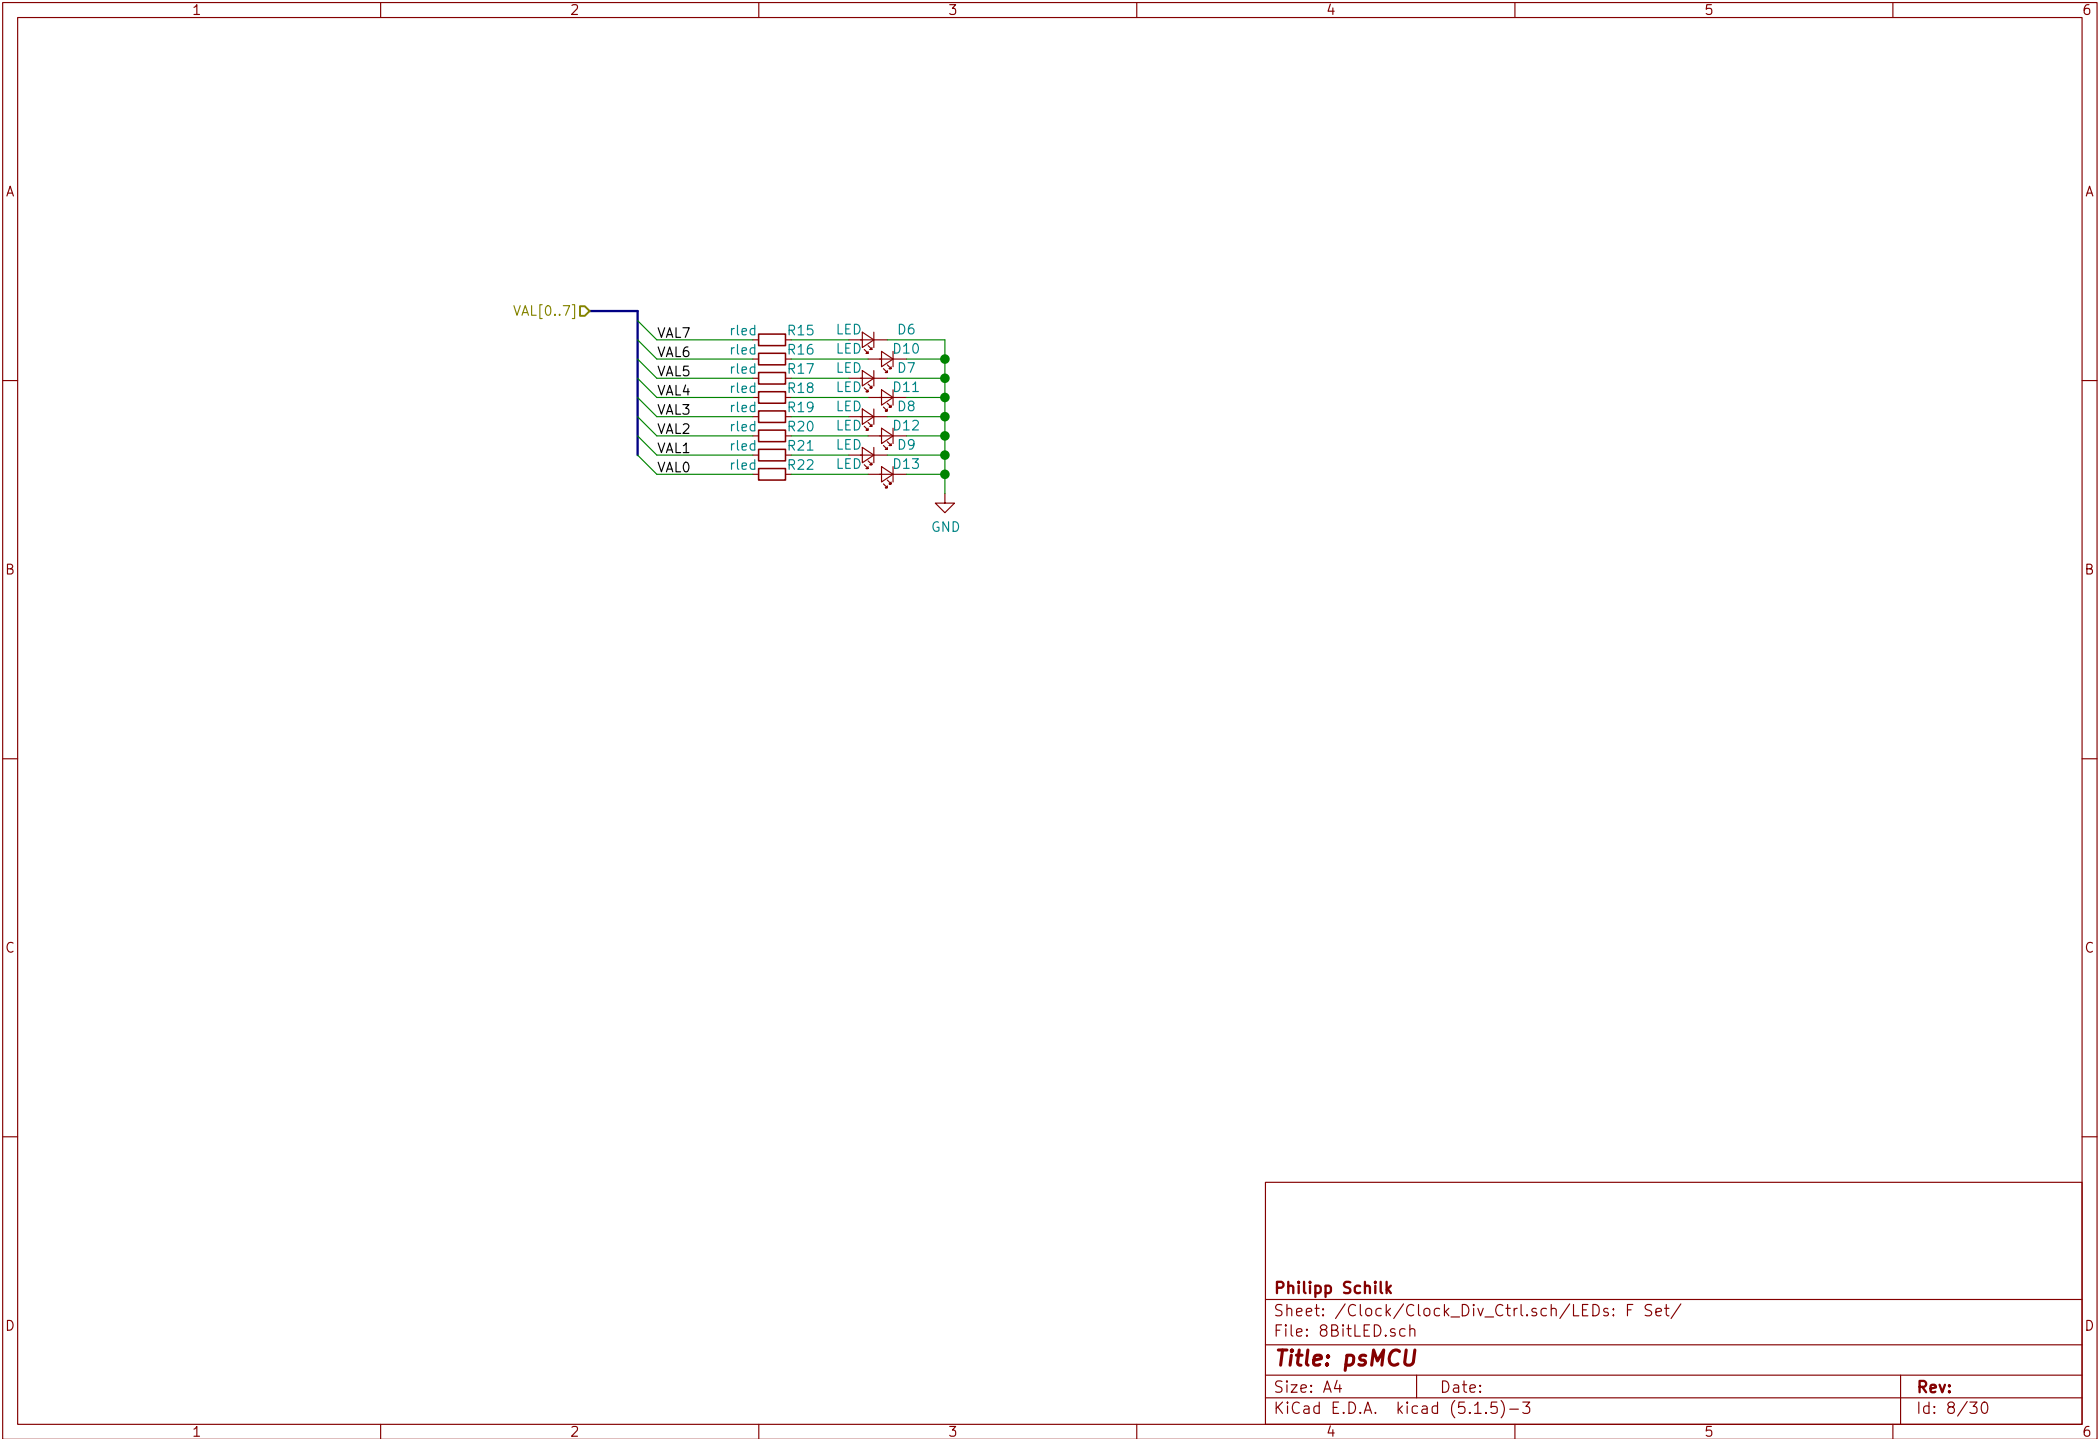 1 2 3 4 5 6
A A
VAL[0..7]
VAL7 rled R15 LED D6
VAL6 rled R16 LED D10
VAL5 rled R17 LED D7
VAL4 rled R18 LED D11
VAL3 rled R19 LED D8
VAL2 rled R20 LED D12
VAL1 rled R21 LED D9
VAL0 rled R22 LED D13
GND
B B
C C
Philipp Schilk
Sheet: /Clock/Clock_Div_Ctrl.sch/LEDs: F Set/
D D
File: 8BitLED.sch
Title: psMCU
Size: A4 Date: Rev:
KiCad E.D.A. kicad (5.1.5)-3 Id: 8/30
1 2 3 4 5 6